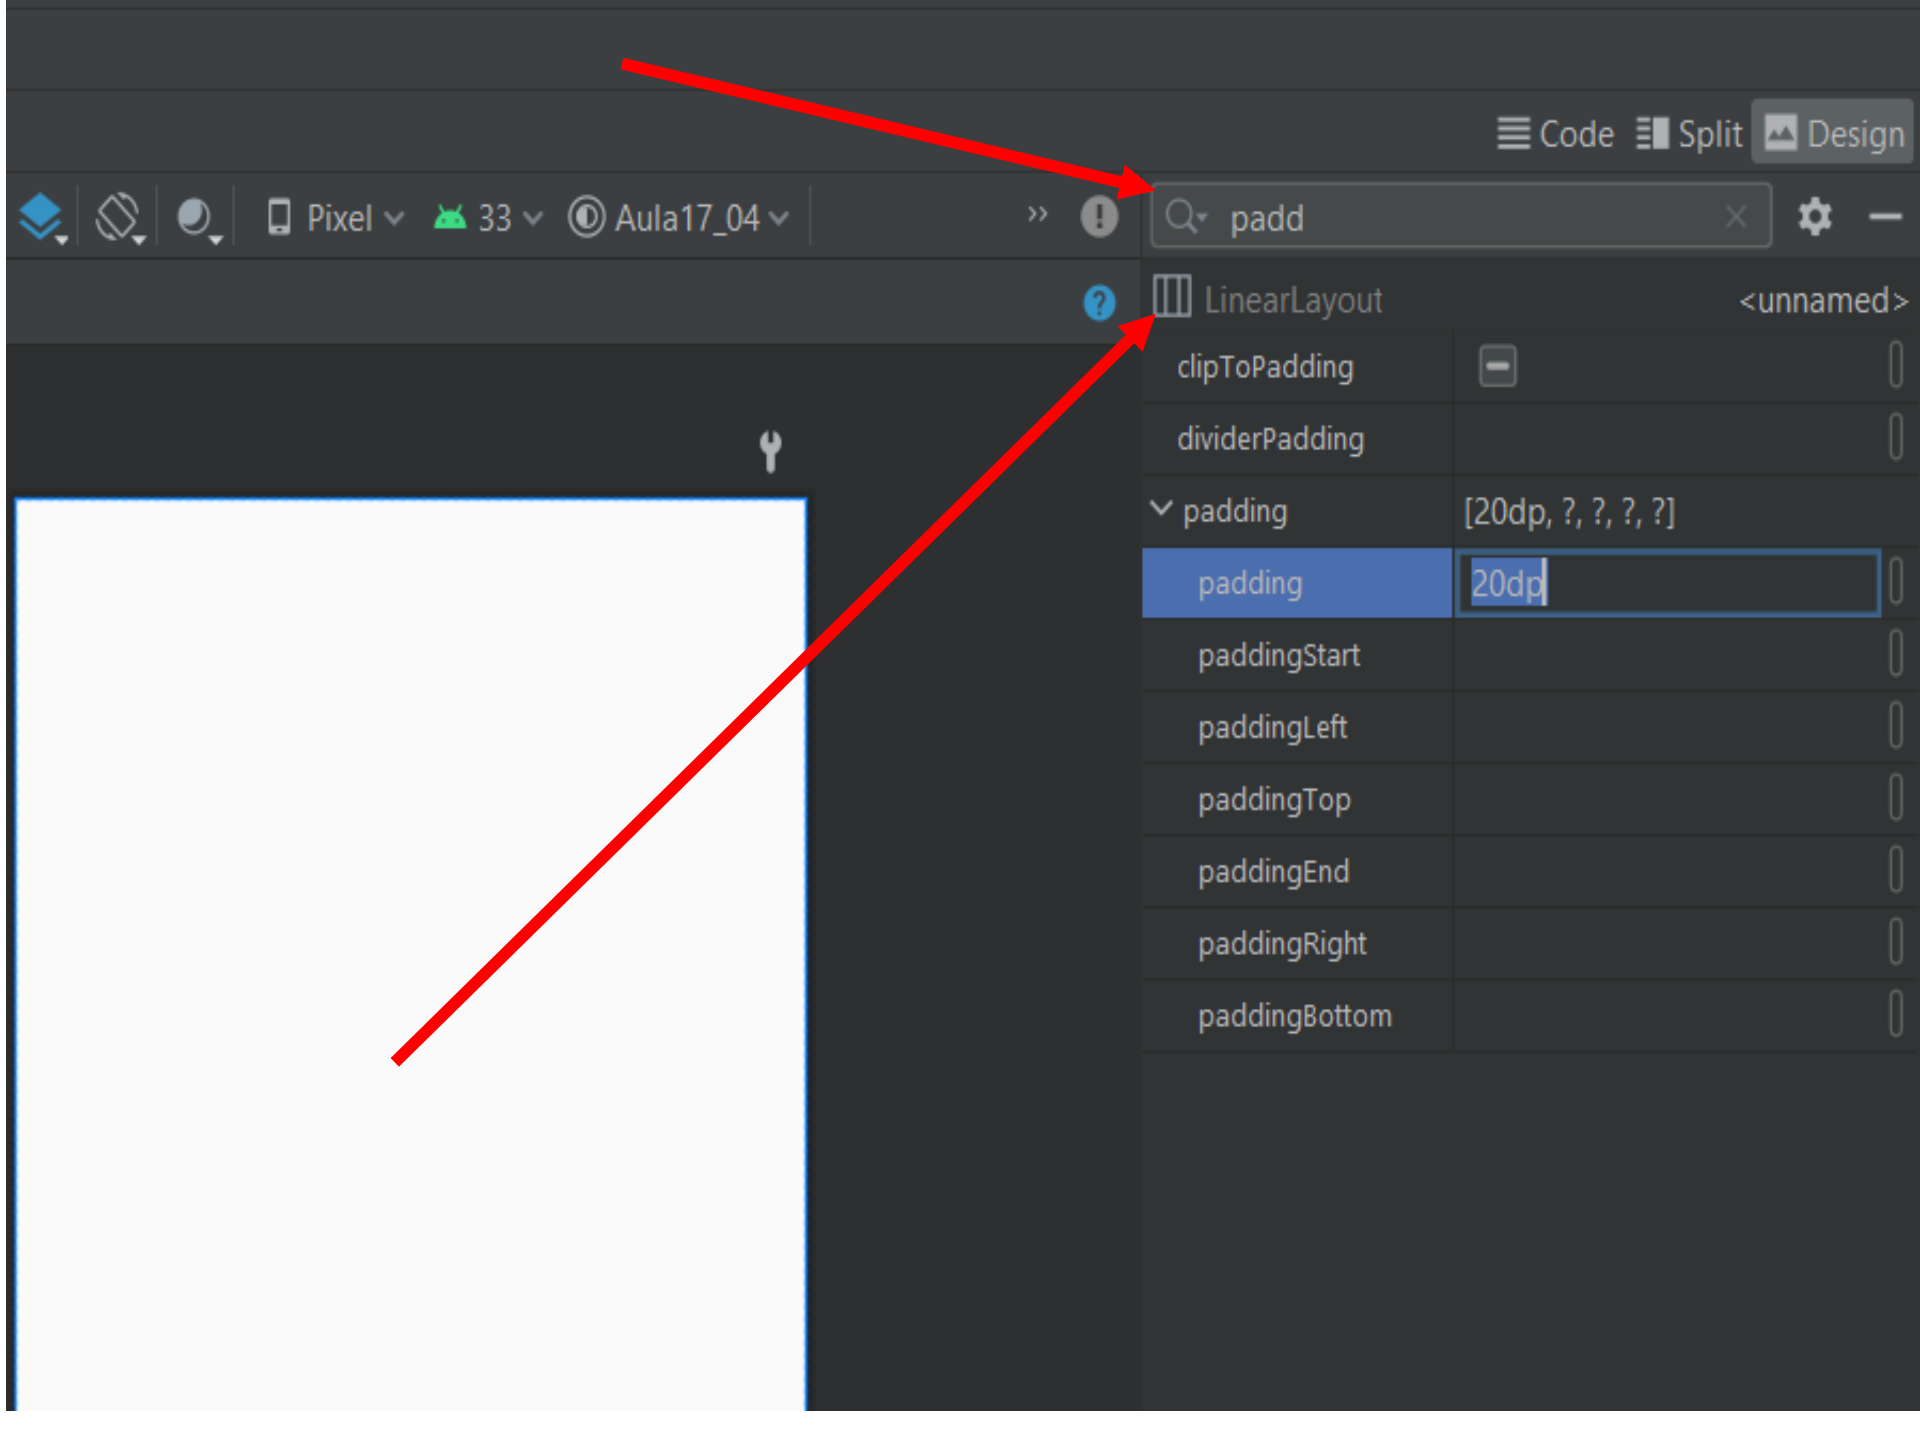 Code Split Design
Pixel 33 Aula17_04 » padd
LinearLayout <unnamed>
clipToPadding
dividerPadding
padding [20dp, ?, ?, ?, ?]
padding 20dp
paddingStart
paddingLeft
paddingTop
paddingEnd
paddingRight
paddingBottom